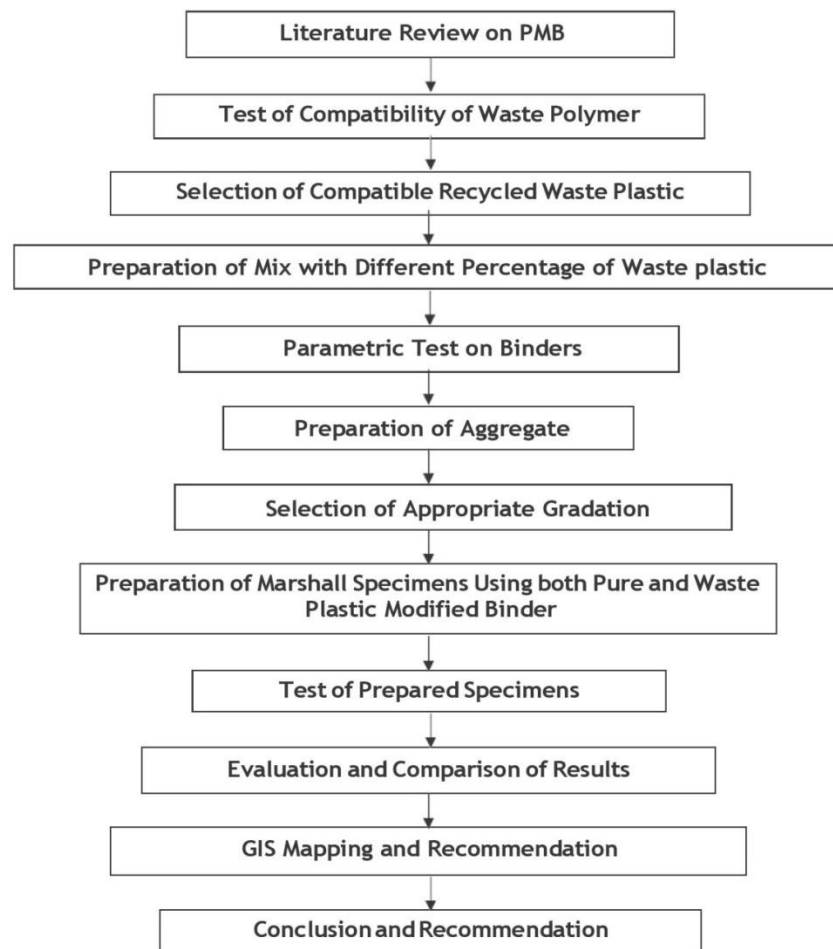 Literature Review on PMB
Test of Compatibility of Waste Polymer
Selection of Compatible Recycled Waste Plastic
Preparation of Mix with Different Percentage of Waste plastic
Parametric Test on Binders
Preparation of Aggregate
Selection of Appropriate Gradation
Preparation of Marshall Specimens Using both Pure and Waste
Plastic Modified Binder
Test of Prepared Specimens
Evaluation and Comparison of Results
GIS Mapping and Recommendation
Conclusion and Recommendation